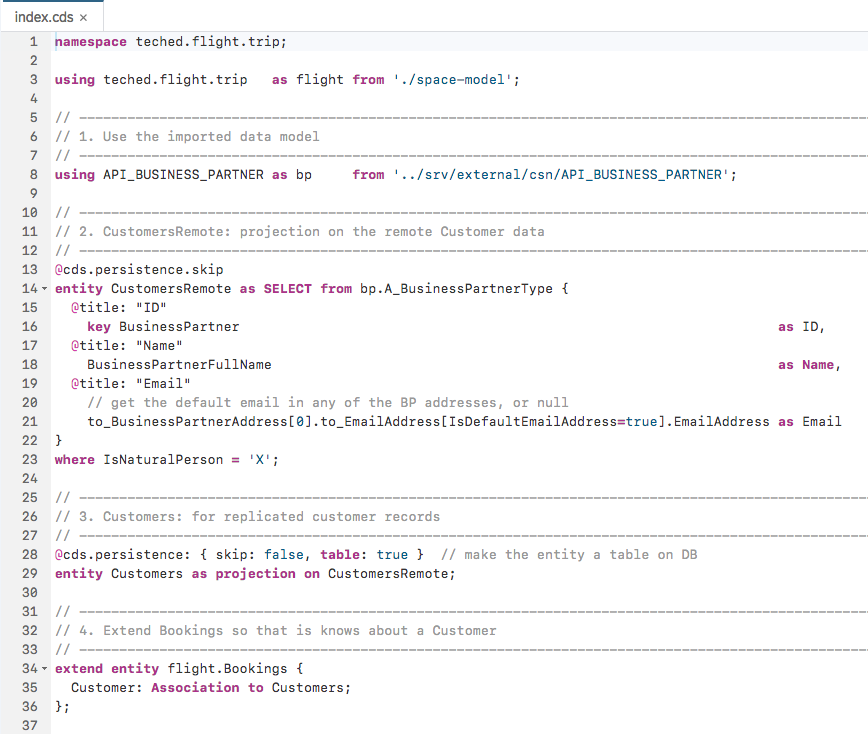 index.cds ×
1 namespace teched.flight.trip;
2
3 using teched.flight.trip   as flight from './space-model';
4
5 // ----------------------------------------------------------------------------------------------------
6 // 1. Use the imported data model
7 // ----------------------------------------------------------------------------------------------------
8 using API_BUSINESS_PARTNER as bp     from '../srv/external/csn/API_BUSINESS_PARTNER';
9
10 // ----------------------------------------------------------------------------------------------------
11 // 2. CustomersRemote: projection on the remote Customer data
12 // ----------------------------------------------------------------------------------------------------
13 @cds.persistence.skip
14 entity CustomersRemote as SELECT from bp.A_BusinessPartnerType {
15   @title: "ID"
16     key BusinessPartner                                                                   as ID,
17   @title: "Name"
18     BusinessPartnerFullName                                                               as Name,
19   @title: "Email"
20     // get the default email in any of the BP addresses, or null
21     to_BusinessPartnerAddress[0].to_EmailAddress[IsDefaultEmailAddress=true].EmailAddress as Email
22 }
23 where IsNaturalPerson = 'X';
24
25 // ----------------------------------------------------------------------------------------------------
26 // 3. Customers: for replicated customer records
27 // ----------------------------------------------------------------------------------------------------
28 @cds.persistence: { skip: false, table: true }  // make the entity a table on DB
29 entity Customers as projection on CustomersRemote;
30
31 // ----------------------------------------------------------------------------------------------------
32 // 4. Extend Bookings so that is knows about a Customer
33 // ----------------------------------------------------------------------------------------------------
34 extend entity flight.Bookings {
35   Customer: Association to Customers;
36 };
37